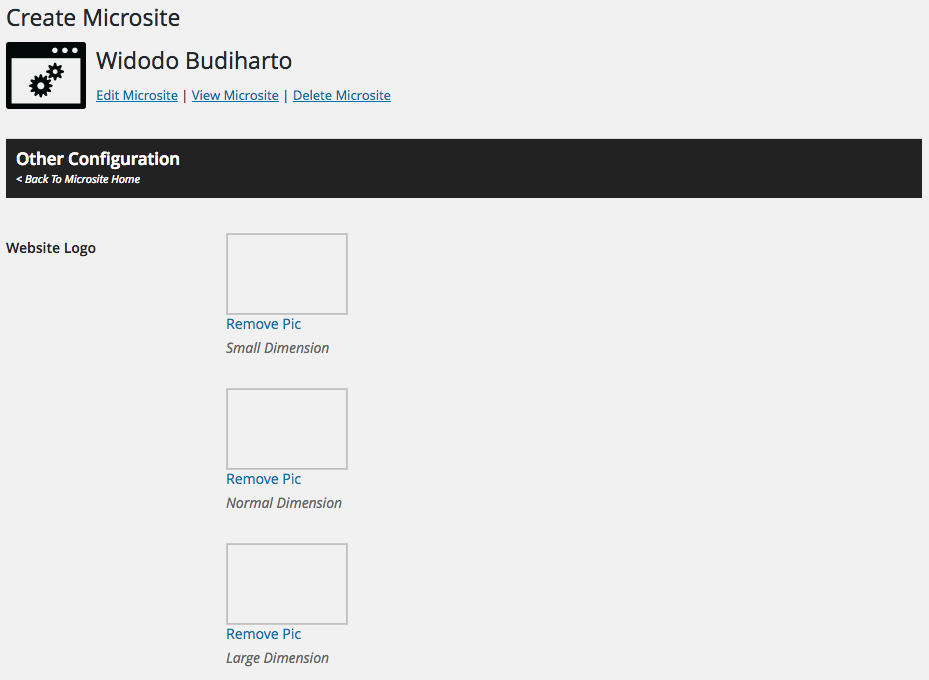 Create Microsite
Widodo Budiharto
Edit Microsite | View Microsite | Delete Microsite
Other Configuration
< Back To Microsite Home
Website Logo
Remove Pic
Small Dimension
Remove Pic
Normal Dimension
Remove Pic
Large Dimension